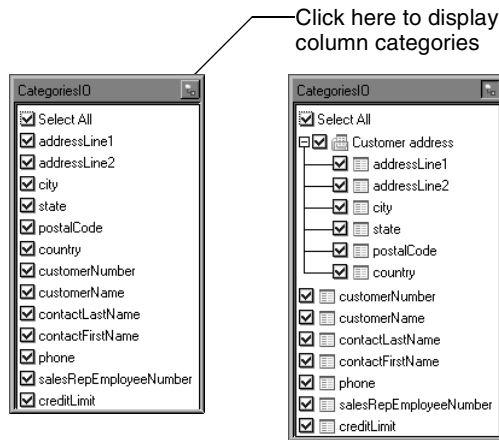 Click here to display
column categories
CategoriesIO
Select All
addressLine1
addressLine2
city
state
postalCode
country
customerNumber
customerName
contactLastName
contactFirstName
phone
salesRepEmployeeNumber
creditLimit
CategoriesIO
Select All
Customer address
addressLine1
addressLine2
city
state
postalCode
country
customerNumber
customerName
contactLastName
contactFirstName
phone
salesRepEmployeeNumber
creditLimit